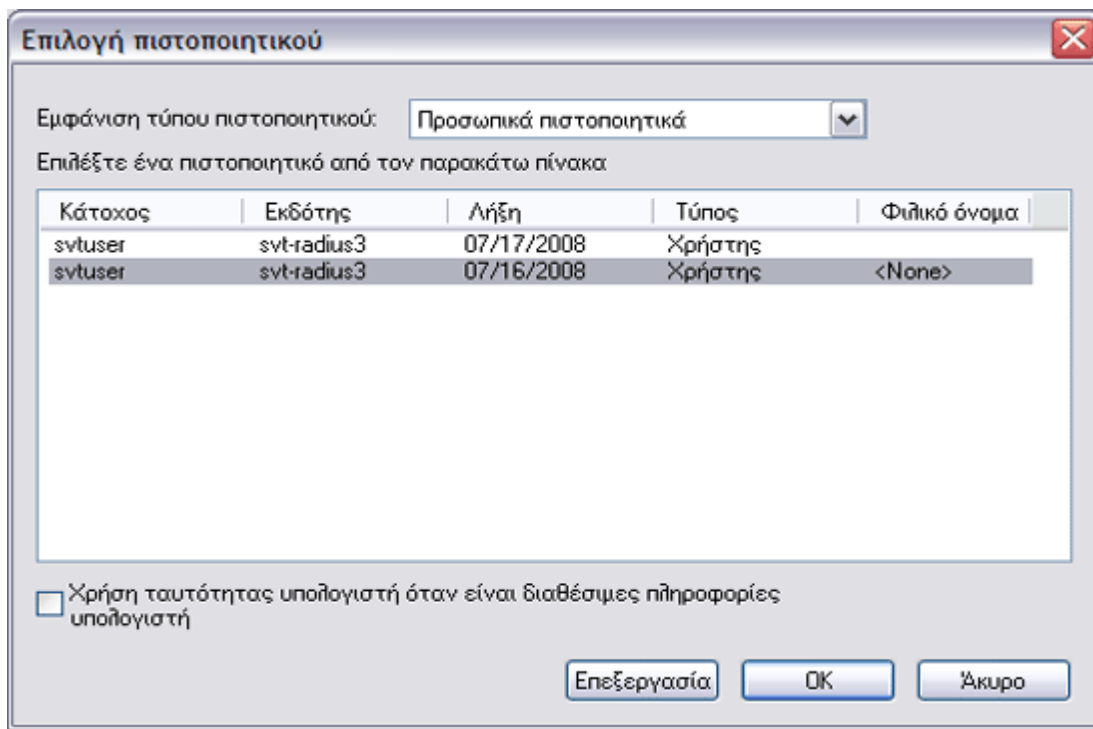 Επιλογή πιστοποιητικού
Εμφάνιση τύπου πιστοποιητικού: Προσωπικά πιστοποιητικά
Επιλέξτε ένα πιστοποιητικό από τον παρακάτω πίνακα
Κάτοχος Εκδότης Λήξη Τύπος Φιλικό όνομα
svtuser svt-radius3 07/17/2008 Χρήστης
svtuser svt-radius3 07/16/2008 Χρήστης <None>
Χρήση ταυτότητας υπολογιστή όταν είναι διαθέσιμες πληροφορίες
υπολογιστή
Επεξεργασία OK Άκυρο